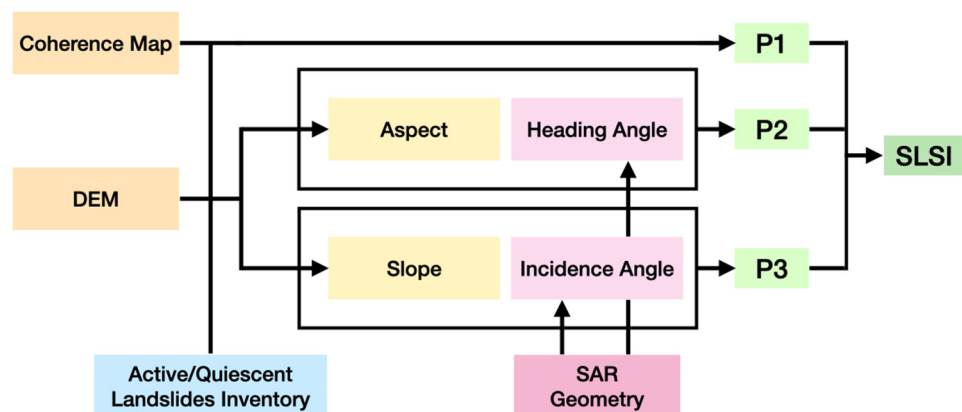 Coherence Map
P1
Aspect
Heading Angle
P2
SLSI
DEM
Slope
Incidence Angle
P3
Active/Quiescent
Landslides Inventory
SAR
Geometry